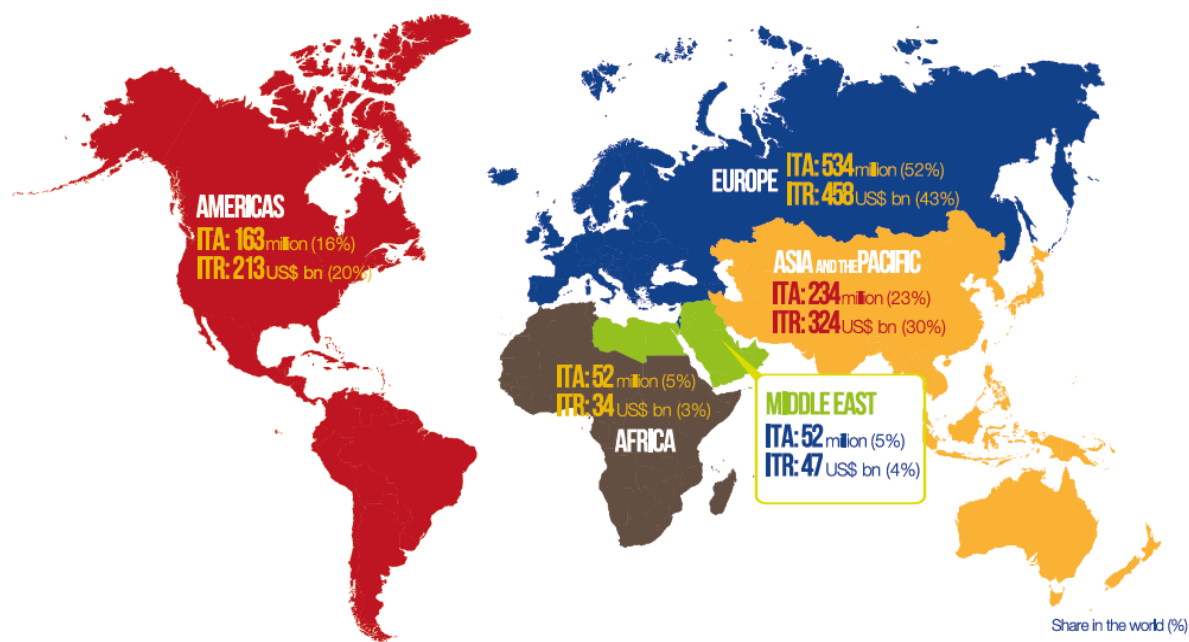 AMERICAS
ITA: 163 million (16%)
ITR: 213 US$ bn (20%)
EUROPE
ITA: 534 million (52%)
ITR: 458 US$ bn (43%)
ASIA AND THE PACIFIC
ITA: 234 million (23%)
ITR: 324 US$ bn (30%)
ITA: 52 million (5%)
ITR: 34 US$ bn (3%)
AFRICA
MIDDLE EAST
ITA: 52 million (5%)
ITR: 47 US$ bn (4%)
Share in the world (%)